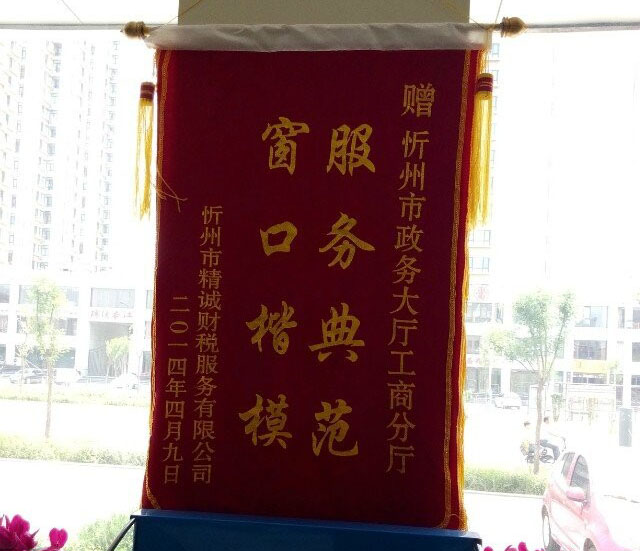 赠 忻州市政务大厅工商分厅
服务典范
窗口楷模
忻州市精诚财税服务有限公司
二〇一四年四月九日